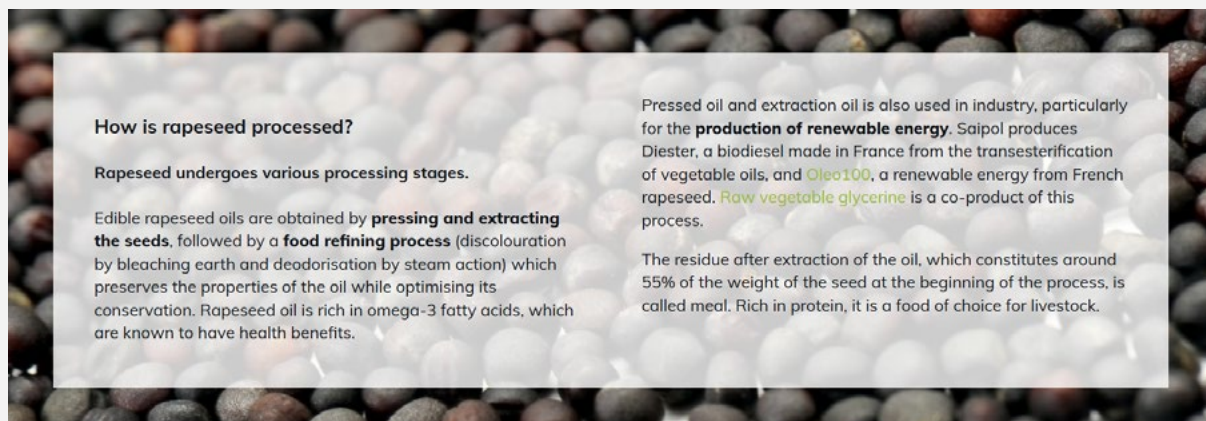 How is rapeseed processed?
Rapeseed undergoes various processing stages.
Edible rapeseed oils are obtained by pressing and extracting
the seeds, followed by a food refining process (discolouration
by bleaching earth and deodorisation by steam action) which
preserves the properties of the oil while optimising its
conservation. Rapeseed oil is rich in omega-3 fatty acids, which
are known to have health benefits.
Pressed oil and extraction oil is also used in industry, particularly
for the production of renewable energy. Saipol produces
Diester, a biodiesel made in France from the transesterification
of vegetable oils, and Oleo100, a renewable energy from French
rapeseed. Raw vegetable glycerine is a co-product of this
process.
The residue after extraction of the oil, which constitutes around
55% of the weight of the seed at the beginning of the process, is
called meal. Rich in protein, it is a food of choice for livestock.